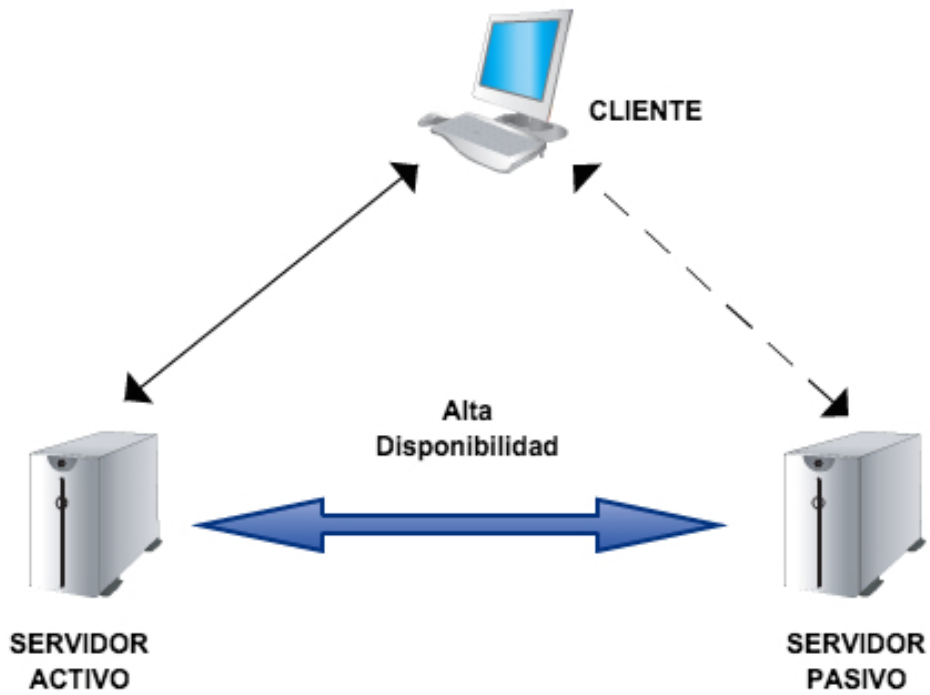 CLIENTE
Alta
Disponibilidad
SERVIDOR
ACTIVO
SERVIDOR
PASIVO